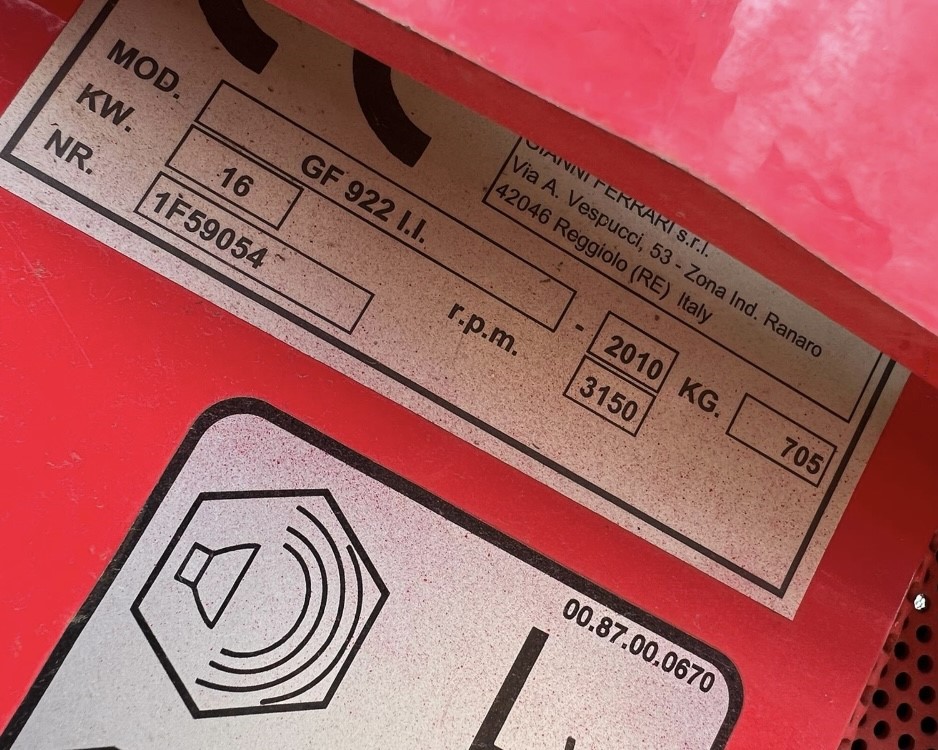 GIANNI FERRARI s.r.l.
Via A. Vespucci, 53 - Zona Ind. Ranaro
42046 Reggiolo (RE) Italy
MOD. GF 922 I.I. - 2010
KW. 16 r.p.m. 3150 KG. 705
NR. 1F59054
00.87.00.0670